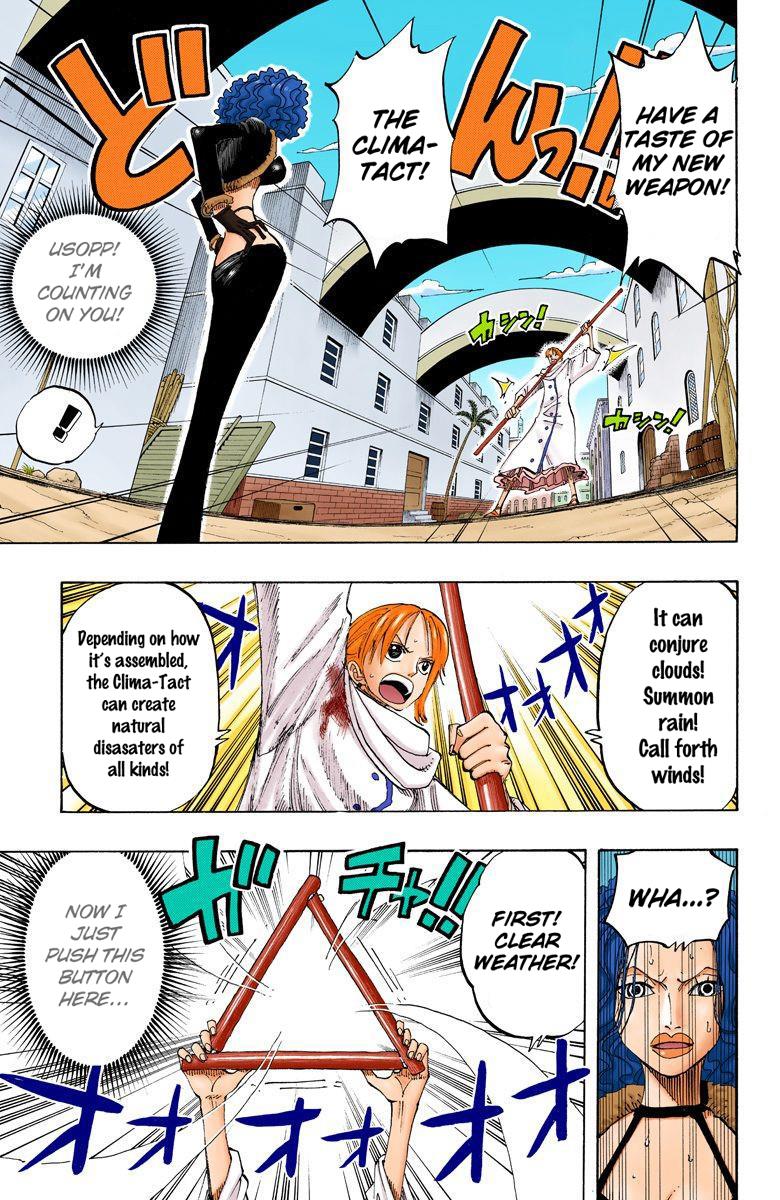 HAVE A
TASTE OF
MY NEW
WEAPON!
んっ!!
THE
CLIMA-
TACT!
ど
USOPP!
I'M
COUNTING
ON YOU!
!
カシン!
カシン!
It can
conjure
clouds!
Summon
rain!
Call forth
winds!
オオオオ
オ
Depending on how
it's assembled,
the Clima-Tact
can create
natural
disasaters of
all kinds!
WHA...?
FIRST!
CLEAR
WEATHER!
ガチャ!!
NOW I
JUST
PUSH THIS
BUTTON
HERE...
オオオオオオ